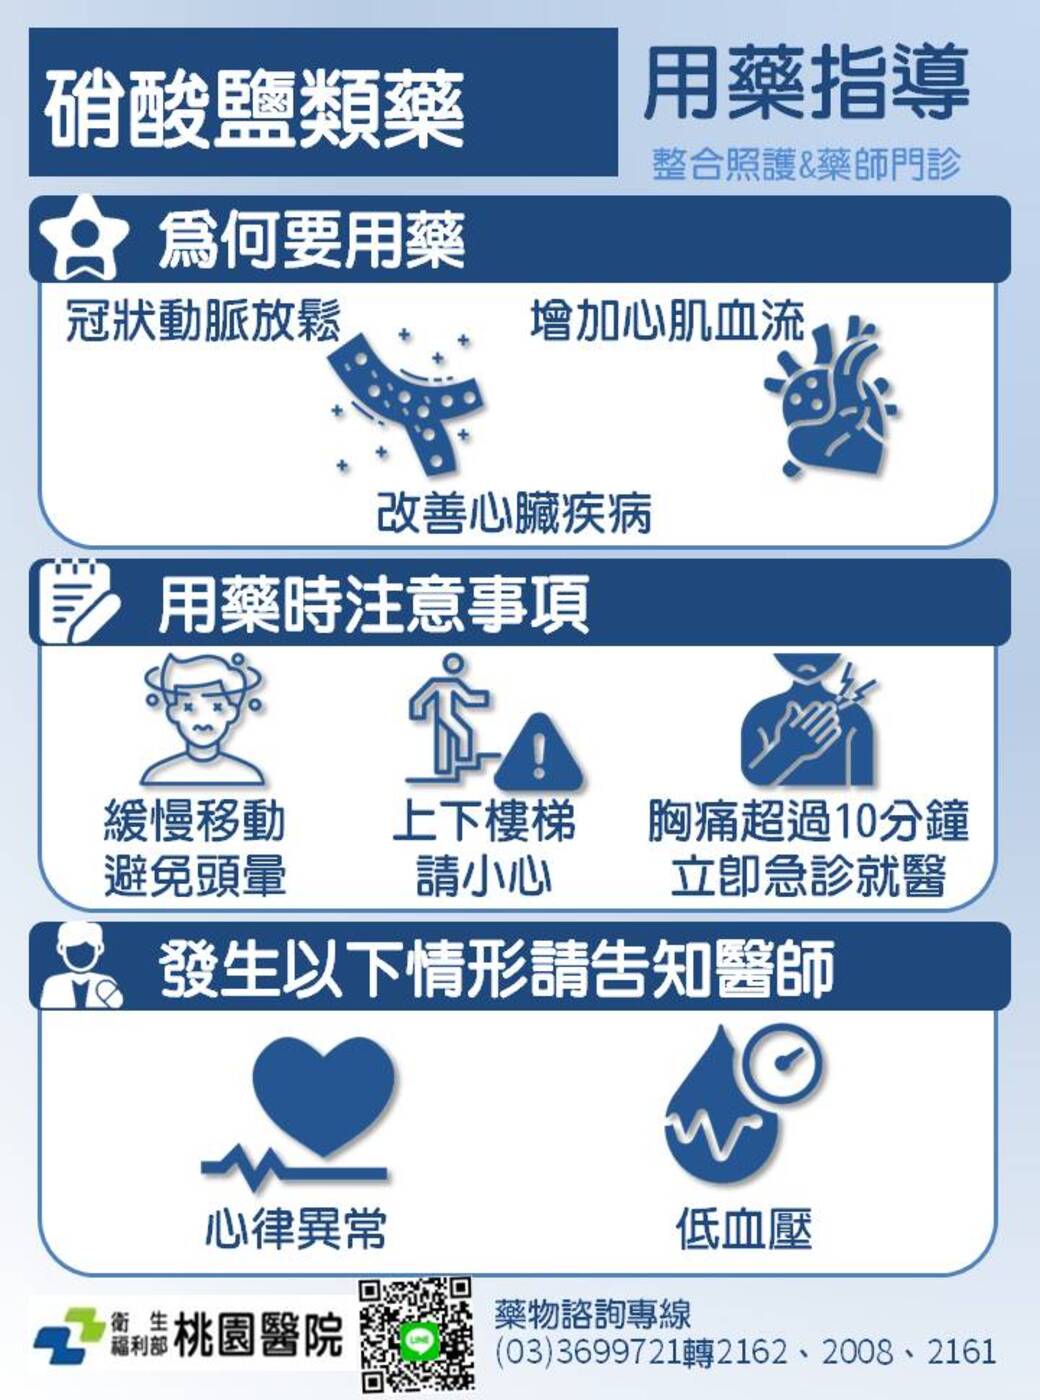 硝酸鹽類藥
用藥指導
整合照護&藥師門診
為何要用藥
冠狀動脈放鬆
增加心肌血流
改善心臟疾病
用藥時注意事項
緩慢移動
避免頭暈
上下樓梯
請小心
胸痛超過10分鐘
立即急診就醫
發生以下情形請告知醫師
心律異常
低血壓
衛生
福利部
桃園醫院
LINE
藥物諮詢專線
(03)3699721轉2162、2008、2161